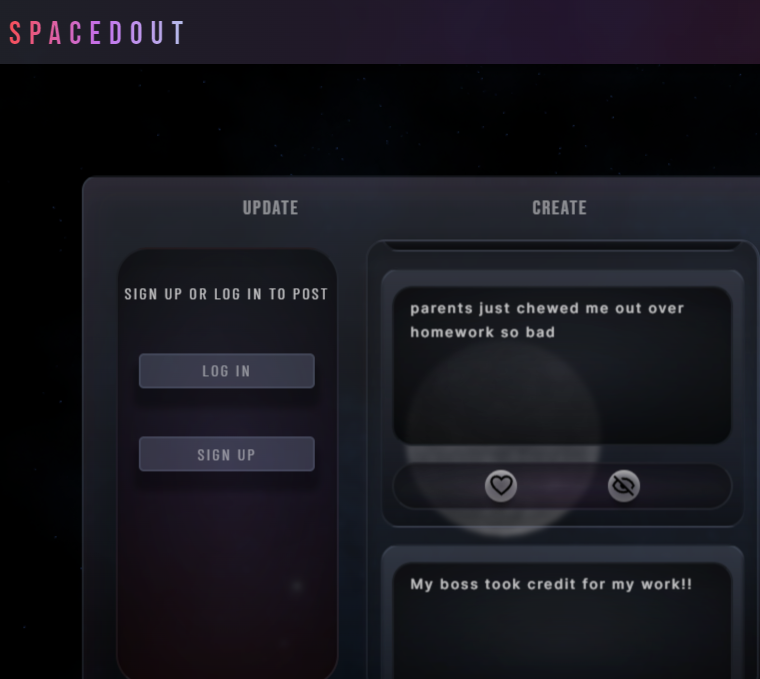 SPACEDOUT
UPDATE
CREATE
SIGN UP OR LOG IN TO POST
LOG IN
SIGN UP
parents just chewed me out over
homework so bad
My boss took credit for my work!!